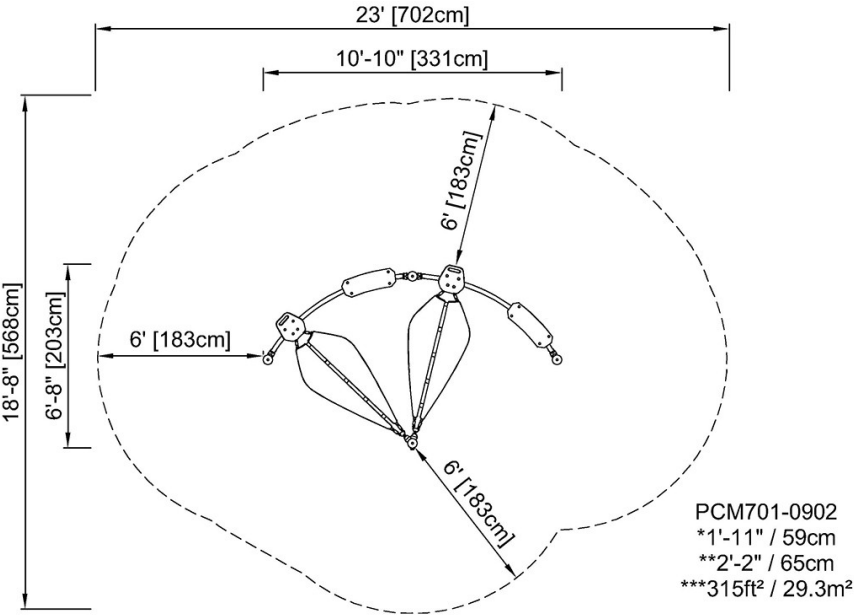 23' [702cm]
10'-10" [331cm]
6' [183cm]
18'-8" [568cm]
6'-8" [203cm]
6' [183cm]
6' [183cm]
PCM701-0902
*1'-11" / 59cm
**2'-2" / 65cm
***315ft² / 29.3m²